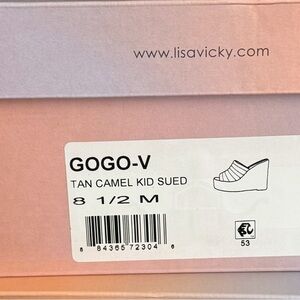 www.lisavicky.com
GOGO-V
TAN CAMEL KID SUED
8 1/2 M
8 84365 72304 6
53